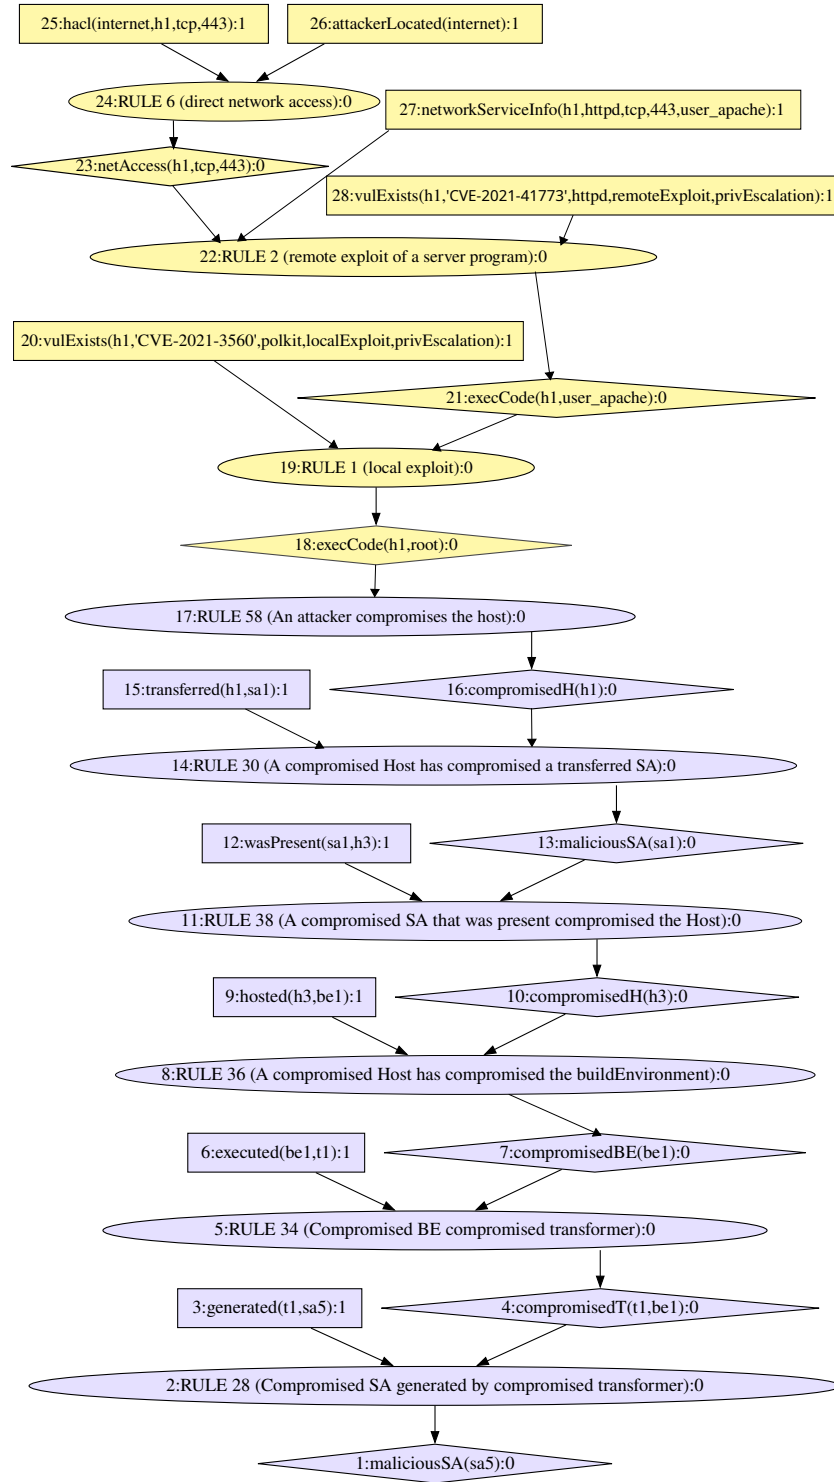 25:hacl(internet,h1,tcp,443):1
26:attackerLocated(internet):1
24:RULE 6 (direct network access):0
27:networkServiceInfo(h1,httpd,tcp,443,user_apache):1
23:netAccess(h1,tcp,443):0
28:vulExists(h1,'CVE-2021-41773',httpd,remoteExploit,privEscalation):1
22:RULE 2 (remote exploit of a server program):0
20:vulExists(h1,'CVE-2021-3560',polkit,localExploit,privEscalation):1
21:execCode(h1,user_apache):0
19:RULE 1 (local exploit):0
18:execCode(h1,root):0
17:RULE 58 (An attacker compromises the host):0
15:transferred(h1,sa1):1
16:compromisedH(h1):0
14:RULE 30 (A compromised Host has compromised a transferred SA):0
12:wasPresent(sa1,h3):1
13:maliciousSA(sa1):0
11:RULE 38 (A compromised SA that was present compromised the Host):0
9:hosted(h3,be1):1
10:compromisedH(h3):0
8:RULE 36 (A compromised Host has compromised the buildEnvironment):0
6:executed(be1,t1):1
7:compromisedBE(be1):0
5:RULE 34 (Compromised BE compromised transformer):0
3:generated(t1,sa5):1
4:compromisedT(t1,be1):0
2:RULE 28 (Compromised SA generated by compromised transformer):0
1:maliciousSA(sa5):0